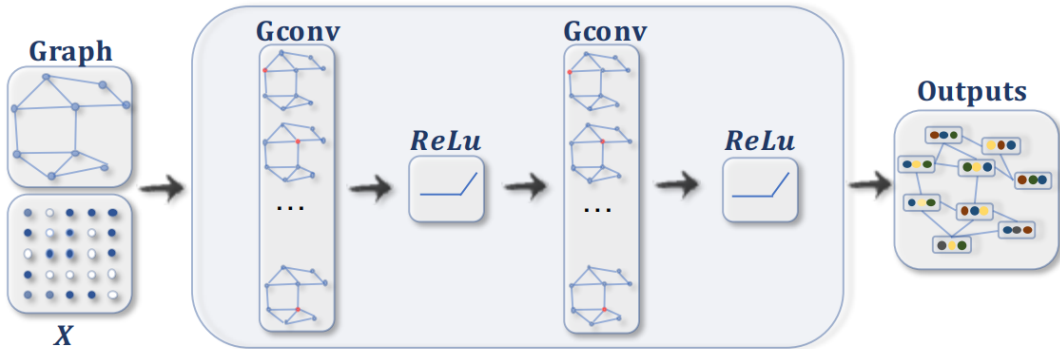 Graph
X
Gconv
...
ReLu
Gconv
...
ReLu
Outputs